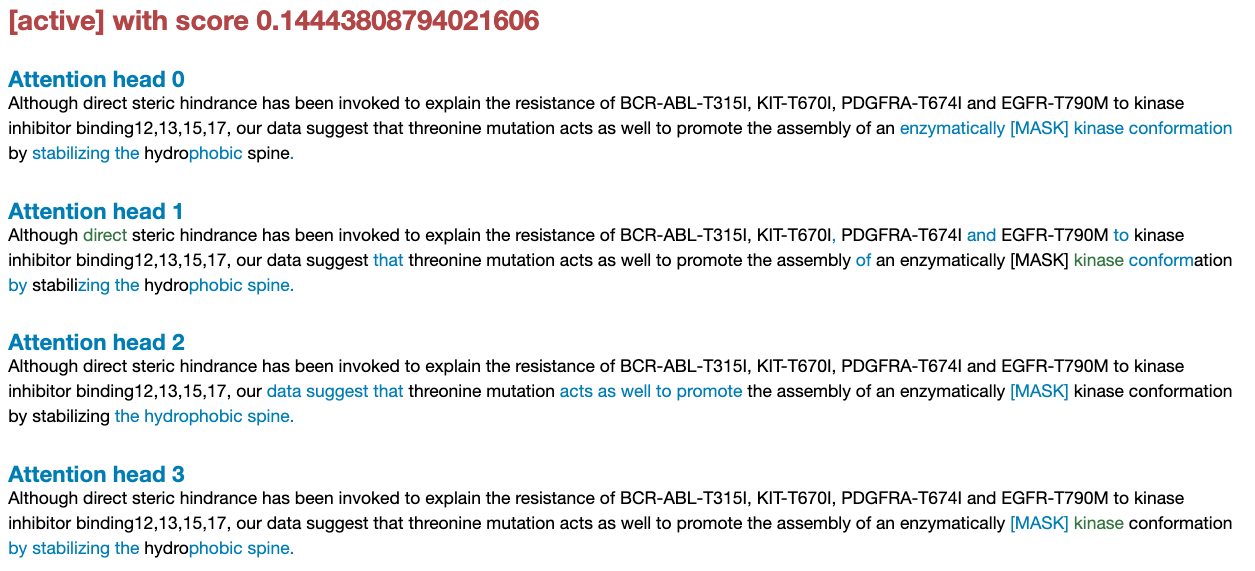 [active] with score 0.14443808794021606
Attention head 0
Although direct steric hindrance has been invoked to explain the resistance of BCR-ABL-T315I, KIT-T670I, PDGFRA-T674I and EGFR-T790M to kinase
inhibitor binding12,13,15,17, our data suggest that threonine mutation acts as well to promote the assembly of an enzymatically [MASK] kinase conformation
by stabilizing the hydrophobic spine.
Attention head 1
Although direct steric hindrance has been invoked to explain the resistance of BCR-ABL-T315I, KIT-T670I, PDGFRA-T674I and EGFR-T790M to kinase
inhibitor binding12,13,15,17, our data suggest that threonine mutation acts as well to promote the assembly of an enzymatically [MASK] kinase conformation
by stabilizing the hydrophobic spine.
Attention head 2
Although direct steric hindrance has been invoked to explain the resistance of BCR-ABL-T315I, KIT-T670I, PDGFRA-T674I and EGFR-T790M to kinase
inhibitor binding12,13,15,17, our data suggest that threonine mutation acts as well to promote the assembly of an enzymatically [MASK] kinase conformation
by stabilizing the hydrophobic spine.
Attention head 3
Although direct steric hindrance has been invoked to explain the resistance of BCR-ABL-T315I, KIT-T670I, PDGFRA-T674I and EGFR-T790M to kinase
inhibitor binding12,13,15,17, our data suggest that threonine mutation acts as well to promote the assembly of an enzymatically [MASK] kinase conformation
by stabilizing the hydrophobic spine.